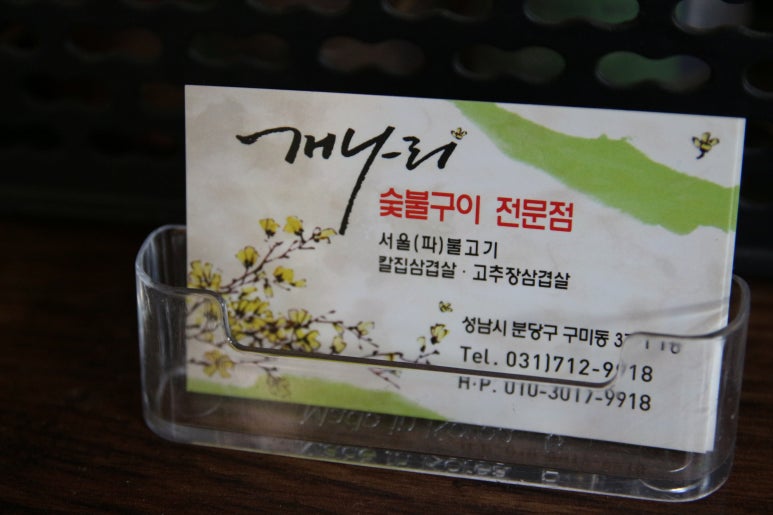 개나리
숯불구이 전문점
서울(파)불고기
칼집삼겹살 · 고추장삼겹살
성남시 분당구 구미동
Tel. 031)712-9918
H·P. 010-3017-9918